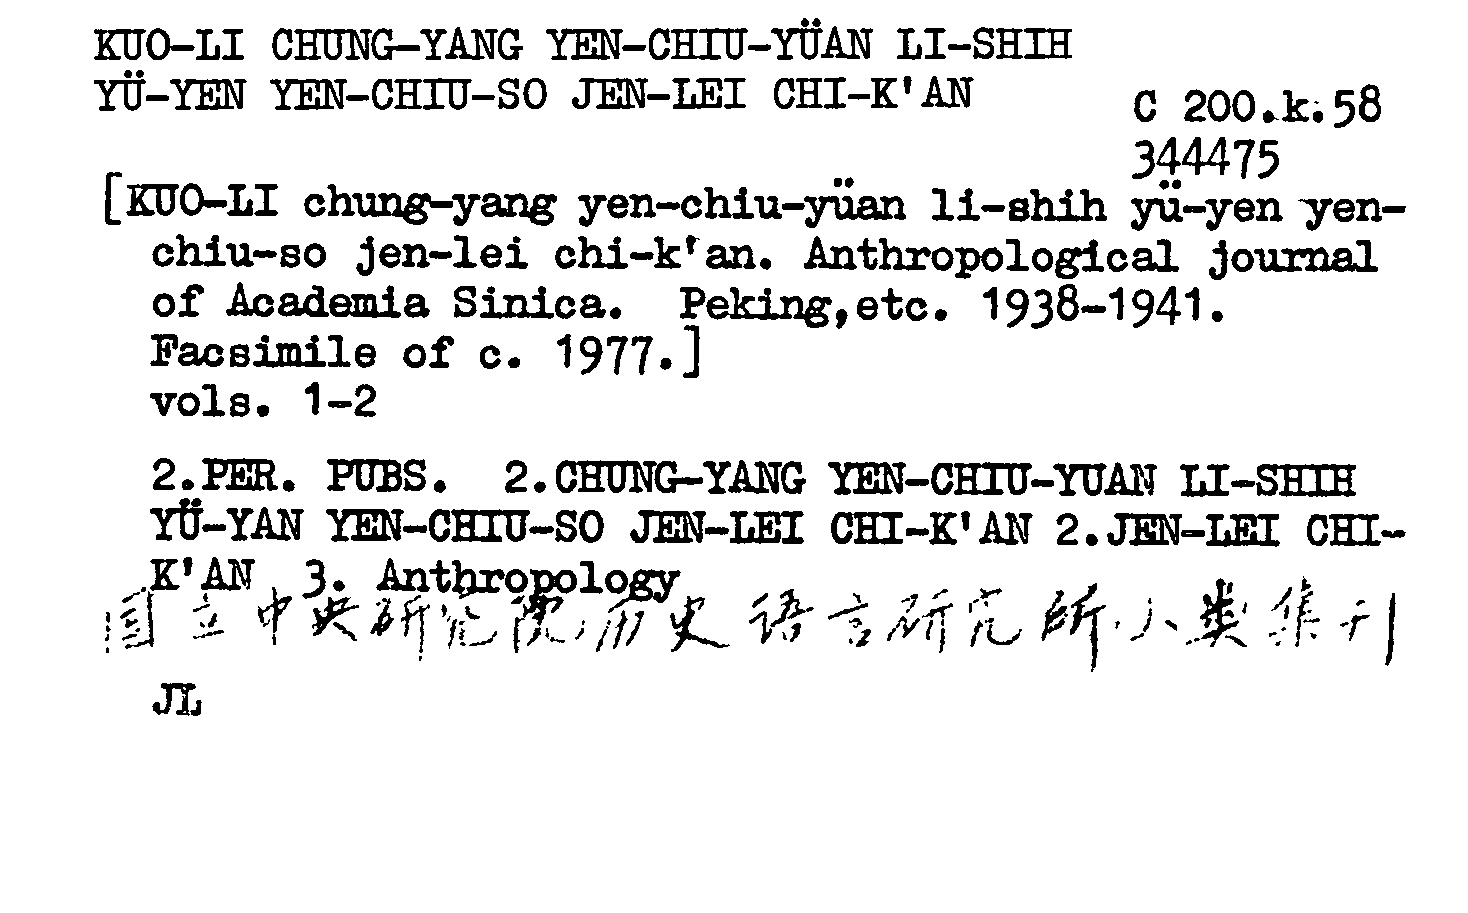 KUO-LI CHUNG-YANG YEN-CHIU-YÜAN LI-SHIH
YÜ-YEN YEN-CHIU-SO JEN-LEI CHI-K'AN
C 200.k.58
344475
[KUO-LI chung-yang yen-chiu-yüan li-shih yü-yen yen-
chiu-so jen-lei chi-k'an. Anthropological journal
of Academia Sinica. Peking,etc. 1938-1941.
Facsimile of c. 1977.]
vols. 1-2
2.PER. PUBS. 2.CHUNG-YANG YEN-CHIU-YUAN LI-SHIH
YÜ-YAN YEN-CHIU-SO JEN-LEI CHI-K'AN 2.JEN-LEI CHI-
K'AN 3. Anthropology
国立中央研究院历史语言研究所人类集刊
JL